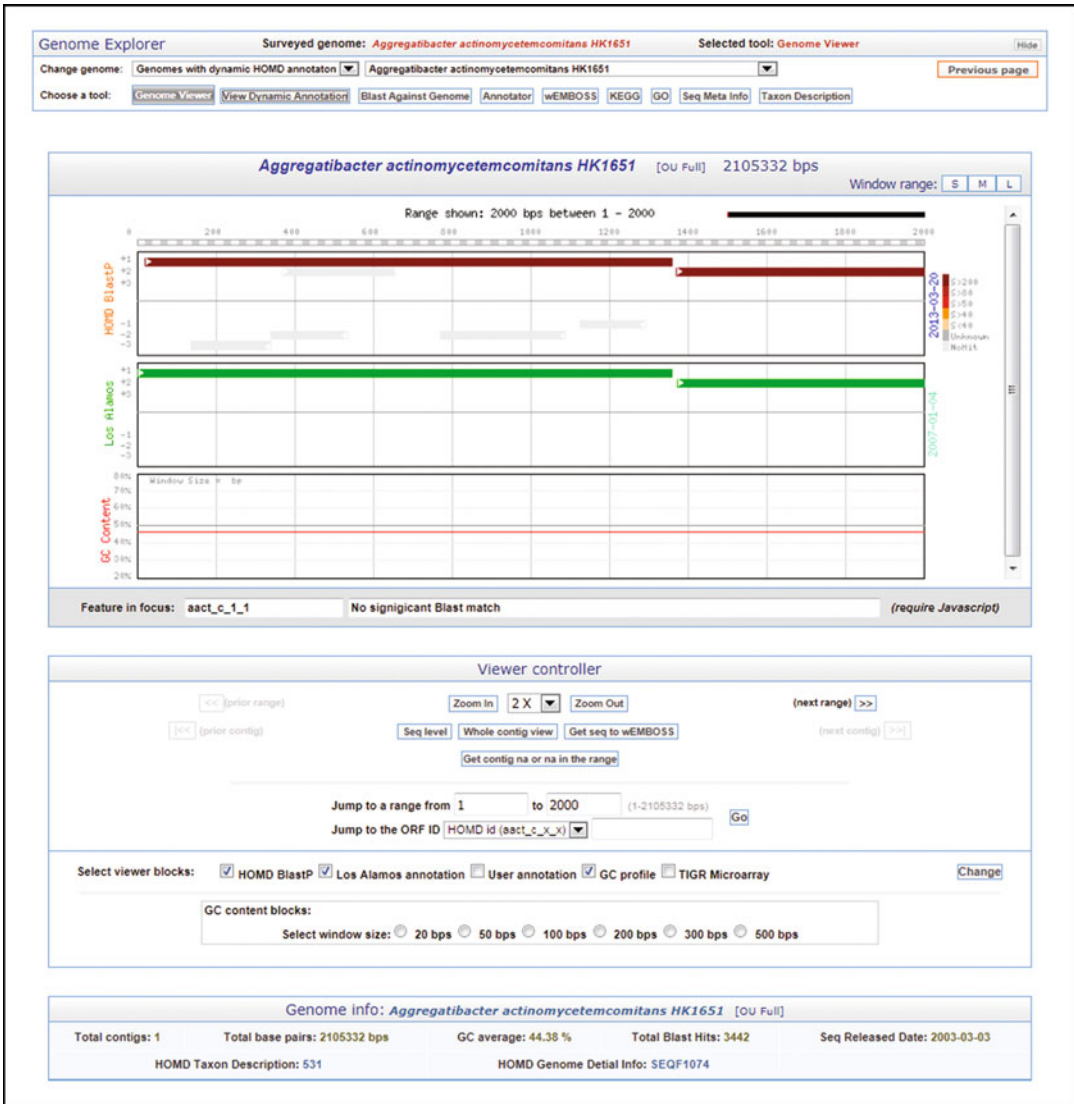 Genome Explorer Surveyed genome: Aggregatibacter actinomycetemcomitans HK1651 Selected tool: Genome Viewer Hide
Change genome: Genomes with dynamic HOMD annotaton Aggregatibacter actinomycetemcomitans HK1651 Previous page
Choose a tool: Genome Viewer View Dynamic Annotation Blast Against Genome Annotator wEMBOSS KEGG GO Seq Meta Info Taxon Description
Aggregatibacter actinomycetemcomitans HK1651 [OU Full] 2105332 bps
Window range: S M L
Range shown: 2000 bps between 1 - 2000
0 200 400 600 800 1000 1200 1400 1600 1800 2000
HOMD BlastP
+1
+2
+3
-1
-2
-3
2013-03-20
S>200
S>80
S>50
S>40
S<40
Unknown
NoHit
Los Alamos
+1
+2
+3
-1
-2
-3
2007-01-04
GC Content
80%
70%
60%
50%
40%
30%
20%
Window Size = bp
Feature in focus: aact_c_1_1 No signigicant Blast match (require Javascript)
Viewer controller
<< (prior range) Zoom In 2 X Zoom Out (next range) >>
|<< (prior contig) Seq level Whole contig view Get seq to wEMBOSS (next contig) >>|
Get contig na or na in the range
Jump to a range from 1 to 2000 (1-2105332 bps)
Go
Jump to the ORF ID HOMD id (aact_c_x_x)
Select viewer blocks: HOMD BlastP Los Alamos annotation User annotation GC profile TIGR Microarray Change
GC content blocks:
Select window size: 20 bps 50 bps 100 bps 200 bps 300 bps 500 bps
Genome info: Aggregatibacter actinomycetemcomitans HK1651 [OU Full]
Total contigs: 1 Total base pairs: 2105332 bps GC average: 44.38 % Total Blast Hits: 3442 Seq Released Date: 2003-03-03
HOMD Taxon Description: 531 HOMD Genome Detial Info: SEQF1074